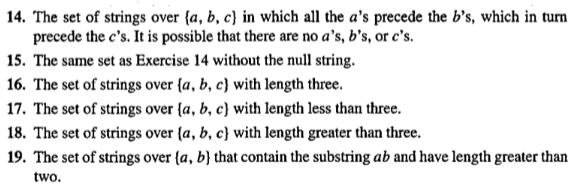 14. The set of strings over {a, b, c} in which all the a's precede the b's, which in turn
precede the c's. It is possible that there are no a's, b's, or c's.
15. The same set as Exercise 14 without the null string.
16. The set of strings over {a, b, c} with length three.
17. The set of strings over {a, b, c} with length less than three.
18. The set of strings over {a, b, c} with length greater than three.
19. The set of strings over {a, b} that contain the substring ab and have length greater than
two.